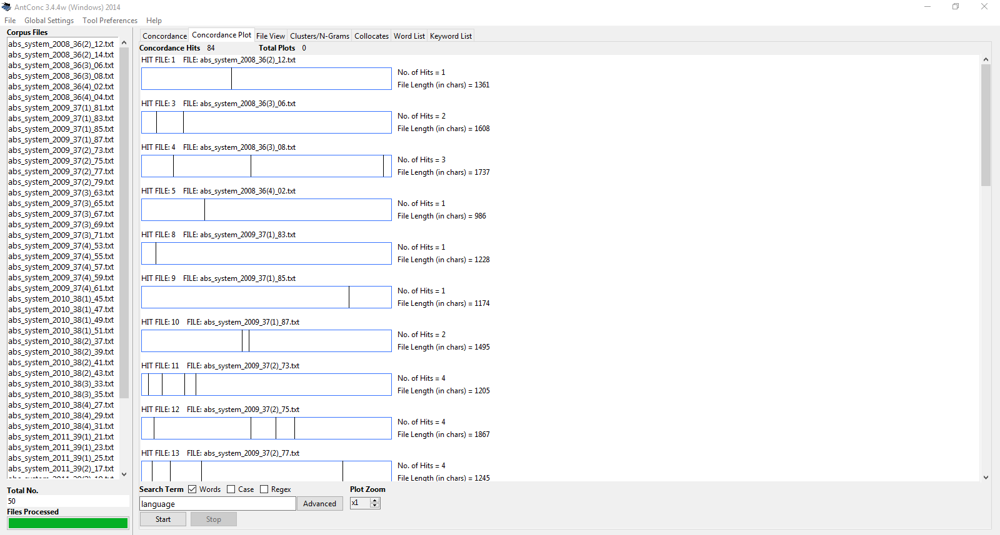 AntConc 3.4.4w (Windows) 2014
File Global Settings Tool Preferences Help
Corpus Files
abs_system_2008_36(2)_12.txt
abs_system_2008_36(2)_14.txt
abs_system_2008_36(3)_06.txt
abs_system_2008_36(3)_08.txt
abs_system_2008_36(4)_02.txt
abs_system_2008_36(4)_04.txt
abs_system_2009_37(1)_81.txt
abs_system_2009_37(1)_83.txt
abs_system_2009_37(1)_85.txt
abs_system_2009_37(1)_87.txt
abs_system_2009_37(2)_73.txt
abs_system_2009_37(2)_75.txt
abs_system_2009_37(2)_77.txt
abs_system_2009_37(2)_79.txt
abs_system_2009_37(3)_63.txt
abs_system_2009_37(3)_65.txt
abs_system_2009_37(3)_67.txt
abs_system_2009_37(3)_69.txt
abs_system_2009_37(3)_71.txt
abs_system_2009_37(4)_53.txt
abs_system_2009_37(4)_55.txt
abs_system_2009_37(4)_57.txt
abs_system_2009_37(4)_59.txt
abs_system_2009_37(4)_61.txt
abs_system_2010_38(1)_45.txt
abs_system_2010_38(1)_47.txt
abs_system_2010_38(1)_49.txt
abs_system_2010_38(1)_51.txt
abs_system_2010_38(2)_37.txt
abs_system_2010_38(2)_39.txt
abs_system_2010_38(2)_41.txt
abs_system_2010_38(2)_43.txt
abs_system_2010_38(3)_33.txt
abs_system_2010_38(3)_35.txt
abs_system_2010_38(4)_27.txt
abs_system_2010_38(4)_29.txt
abs_system_2010_38(4)_31.txt
abs_system_2011_39(1)_21.txt
abs_system_2011_39(1)_23.txt
abs_system_2011_39(1)_25.txt
abs_system_2011_39(2)_17.txt
Total No.
50
Files Processed
Concordance Concordance Plot File View Clusters/N-Grams Collocates Word List Keyword List
Concordance Hits 84 Total Plots 0
HIT FILE: 1 FILE: abs_system_2008_36(2)_12.txt
No. of Hits = 1
File Length (in chars) = 1361
HIT FILE: 3 FILE: abs_system_2008_36(3)_06.txt
No. of Hits = 2
File Length (in chars) = 1608
HIT FILE: 4 FILE: abs_system_2008_36(3)_08.txt
No. of Hits = 3
File Length (in chars) = 1737
HIT FILE: 5 FILE: abs_system_2008_36(4)_02.txt
No. of Hits = 1
File Length (in chars) = 986
HIT FILE: 8 FILE: abs_system_2009_37(1)_83.txt
No. of Hits = 1
File Length (in chars) = 1228
HIT FILE: 9 FILE: abs_system_2009_37(1)_85.txt
No. of Hits = 1
File Length (in chars) = 1174
HIT FILE: 10 FILE: abs_system_2009_37(1)_87.txt
No. of Hits = 2
File Length (in chars) = 1495
HIT FILE: 11 FILE: abs_system_2009_37(2)_73.txt
No. of Hits = 4
File Length (in chars) = 1205
HIT FILE: 12 FILE: abs_system_2009_37(2)_75.txt
No. of Hits = 4
File Length (in chars) = 1867
HIT FILE: 13 FILE: abs_system_2009_37(2)_77.txt
No. of Hits = 4
File Length (in chars) = 1245
Search Term Words Case Regex Plot Zoom
language Advanced x1
Start Stop